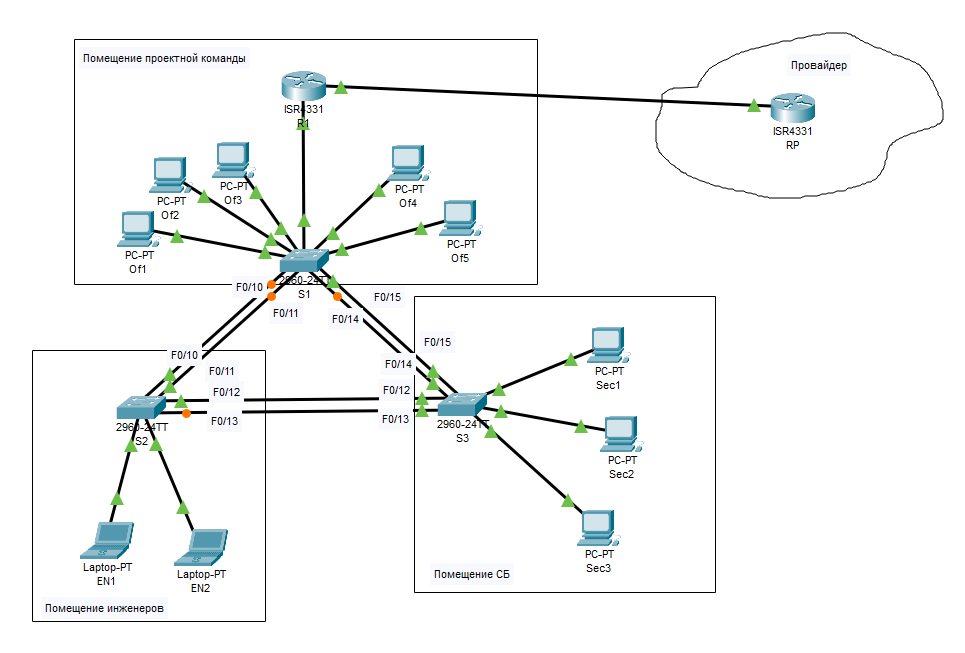 Помещение проектной команды
Провайдер
ISR4331
R1
ISR4331
RP
PC-PT
Of2
PC-PT
Of3
PC-PT
Of4
PC-PT
Of1
PC-PT
Of5
2960-24TT
S1
F0/10
F0/11
F0/14
F0/15
F0/10
F0/11
F0/12
F0/13
F0/15
F0/14
F0/12
F0/13
2960-24TT
S2
2960-24TT
S3
PC-PT
Sec1
PC-PT
Sec2
PC-PT
Sec3
Laptop-PT
EN1
Laptop-PT
EN2
Помещение СБ
Помещение инженеров